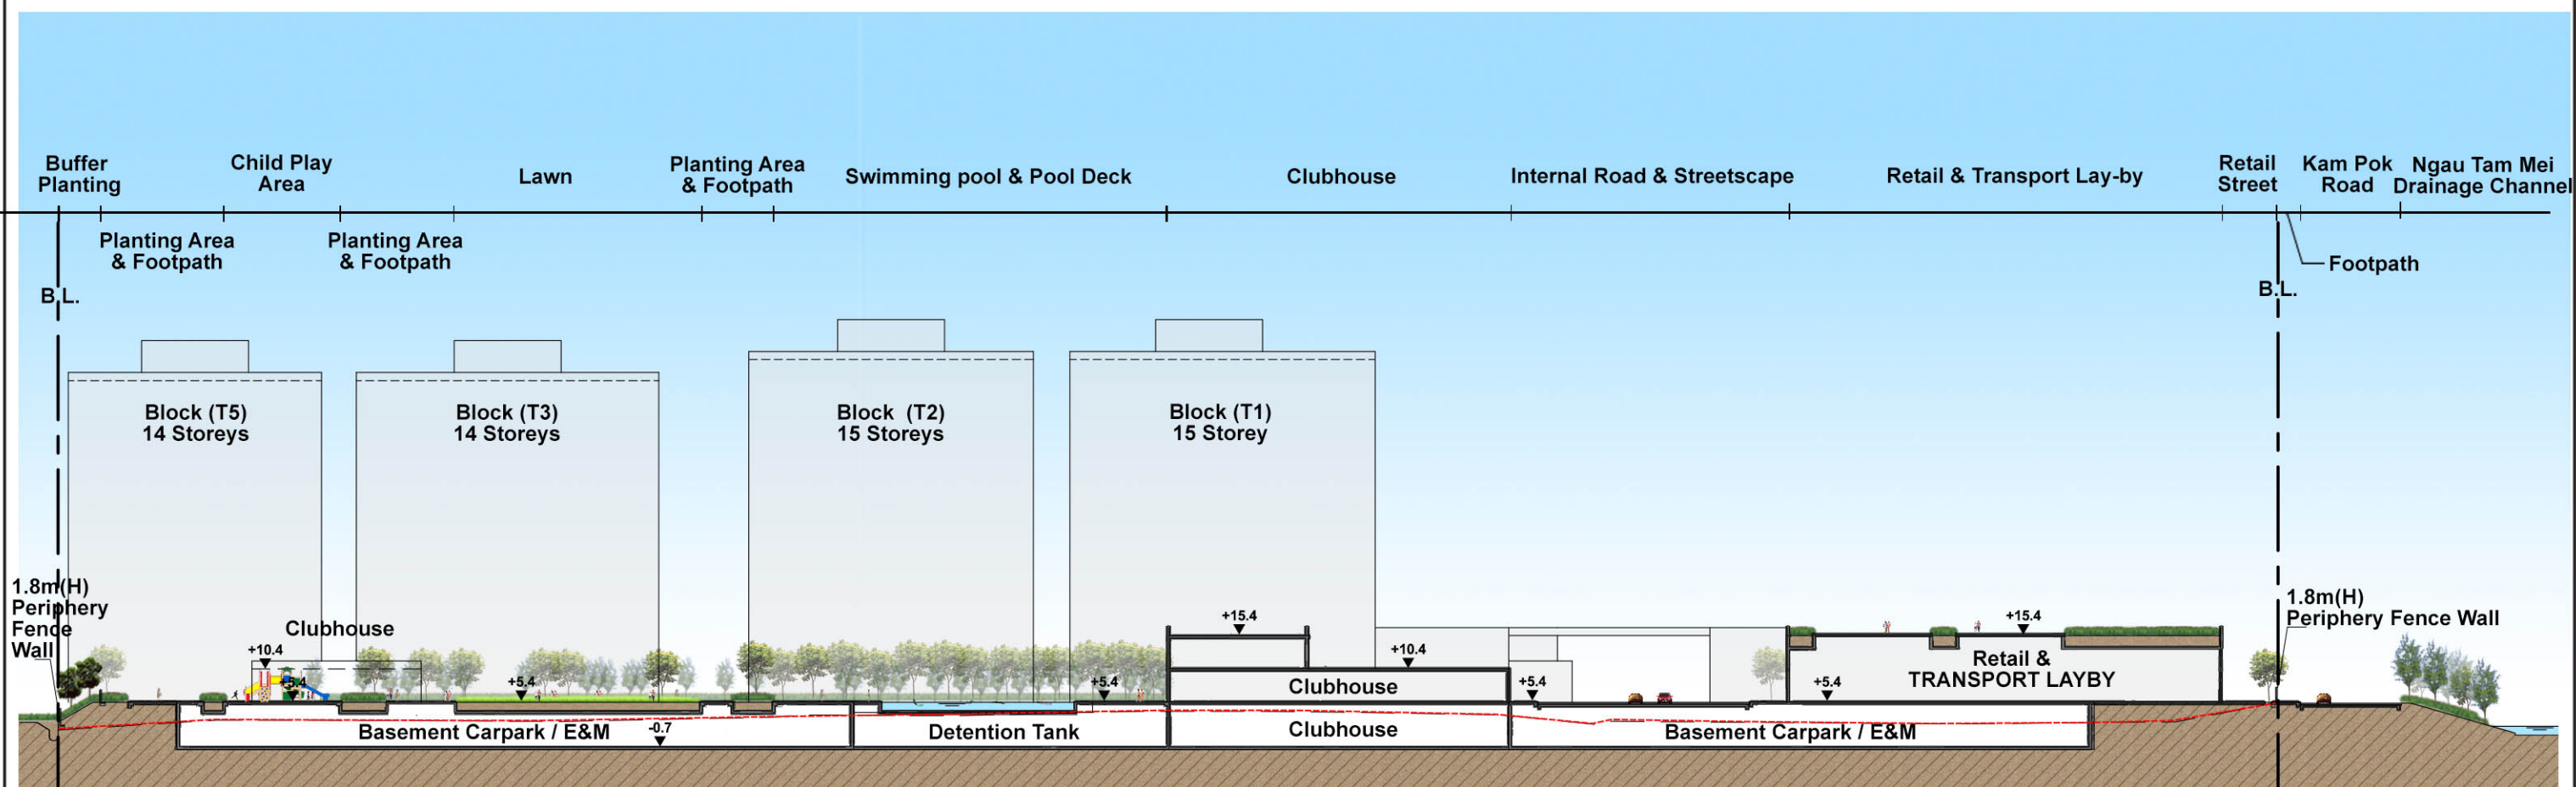 Buffer
Planting
Child Play
Area
Lawn
Planting Area
& Footpath
Swimming pool & Pool Deck
Clubhouse
Internal Road & Streetscape
Retail & Transport Lay-by
Retail
Street
Kam Pok
Road
Ngau Tam Mei
Drainage Channel
Planting Area
& Footpath
Planting Area
& Footpath
Footpath
B.L.
B.L.
Block (T5)
14 Storeys
Block (T3)
14 Storeys
Block (T2)
15 Storeys
Block (T1)
15 Storey
1.8m(H)
Periphery
Fence
Wall
1.8m(H)
Periphery Fence Wall
Clubhouse
+10.4
+5.4
+5.4
+5.4
+15.4
+10.4
+5.4
+15.4
+5.4
Retail &
TRANSPORT LAYBY
Clubhouse
Basement Carpark / E&M
-0.7
Detention Tank
Clubhouse
Basement Carpark / E&M